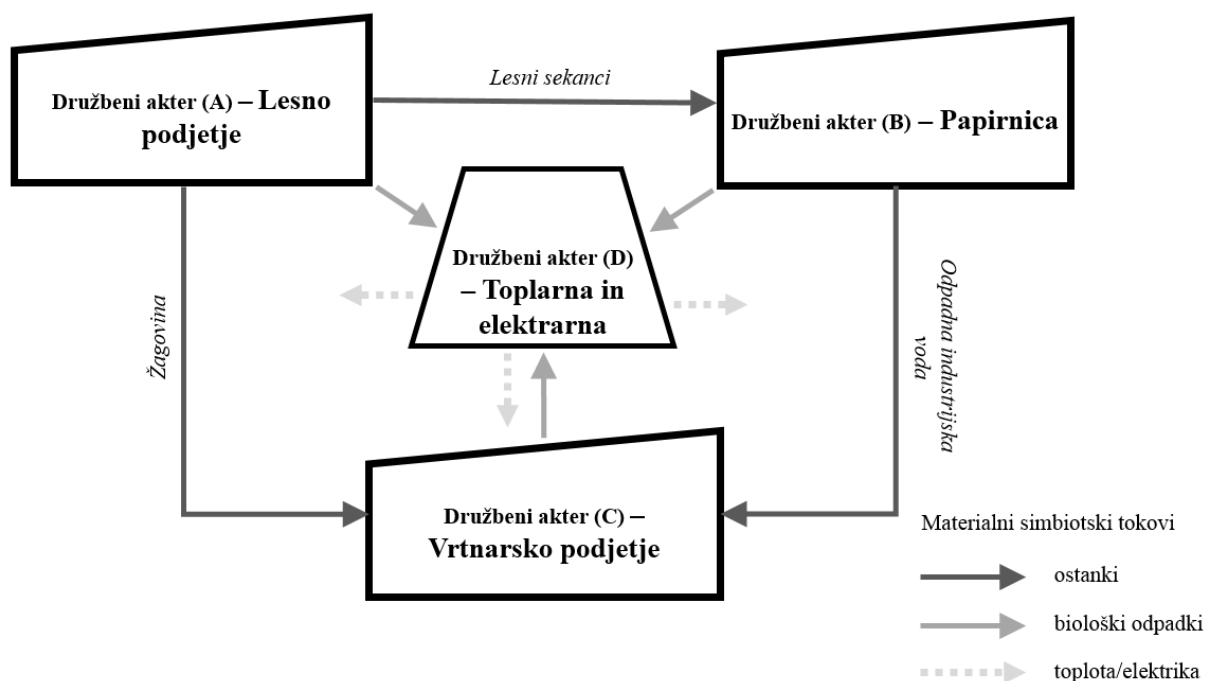 Lesni sekanci
Družbeni akter (A) – Lesno
podjetje
Družbeni akter (B) – Papirnica
Družbeni akter (D)
– Toplarna in
elektrarna
Žagovina
Odpadna industrijska
voda
Družbeni akter (C) –
Vrtnarsko podjetje
Materialni simbiotski tokovi
ostanki
biološki odpadki
toplota/elektrika